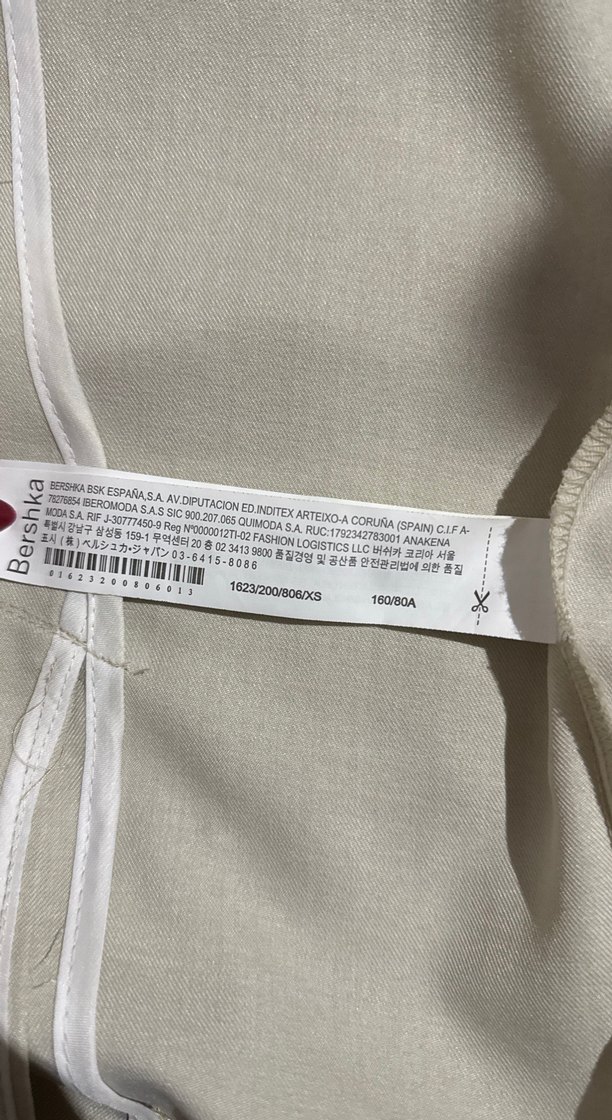 Bershka
BERSHKA BSK ESPAÑA,S.A. AV.DIPUTACION ED.INDITEX ARTEIXO-A CORUÑA (SPAIN) C.I.F A-
78276854 IBEROMODA S.A.S SIC 900.207.065 QUIMODA S.A. RUC:1792342783001 ANAKENA
MODA S.A. RIF J-30777450-9 Reg Nº0000012TI-02 FASHION LOGISTICS LLC 버쉬카 코리아 서울
특별시 강남구 삼성동 159-1 무역센터 20 층 02 3413 9800 품질경영 및 공산품 안전관리법에 의한 품질
표시 (株) ベルシュカ・ジャパン 03-6415-8086
01623200806013
1623/200/806/XS 160/80A